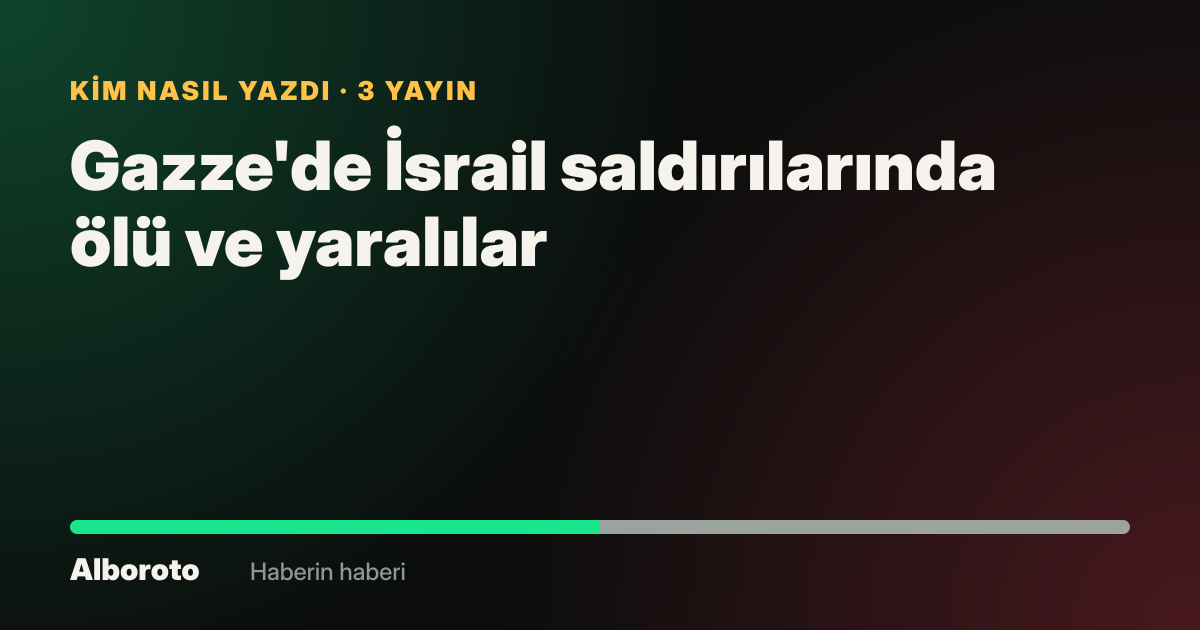 KİM NASIL YAZDI · 3 YAYIN
Gazze'de İsrail saldırılarında
ölü ve yaralılar
Alboroto
Haberin haberi